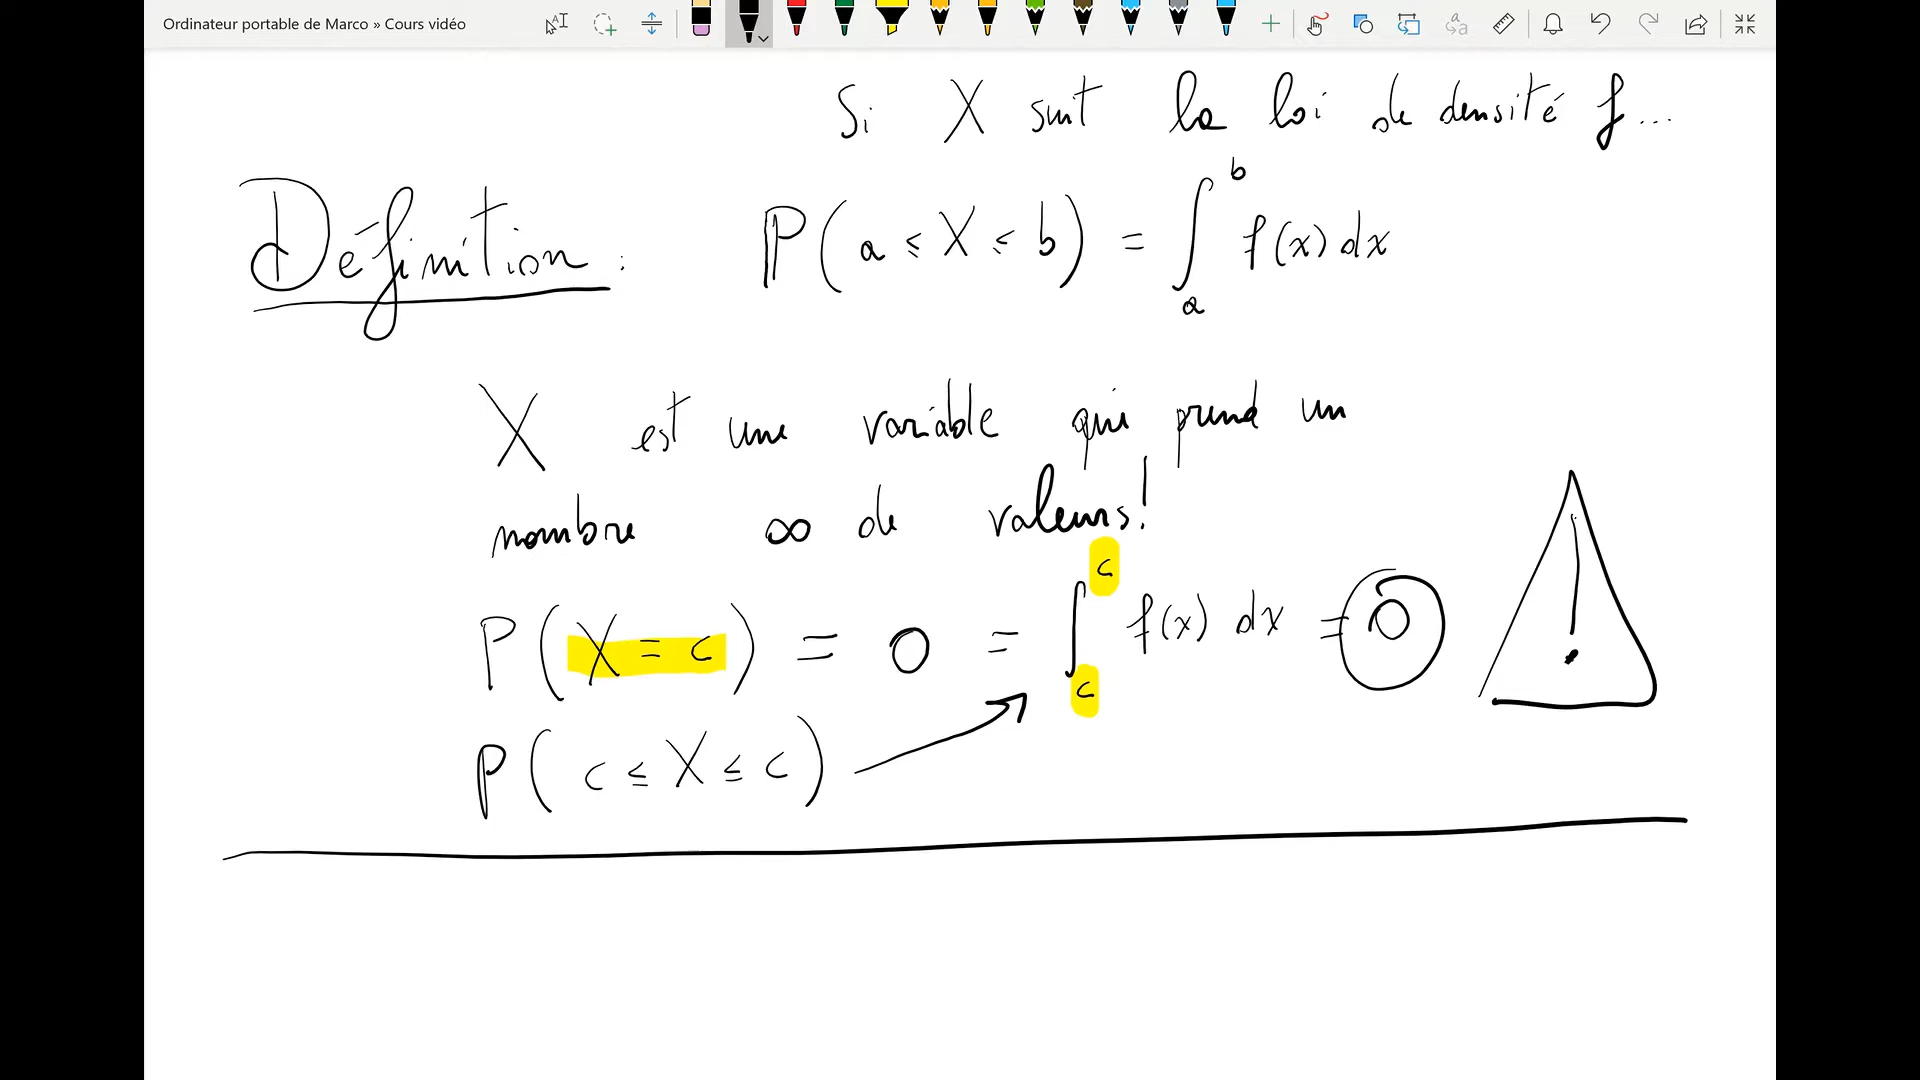 Ordinateur portable de Marco » Cours vidéo
Si X suit la loi de densité f...
Définition : P( a ≤ X ≤ b ) = ∫_a^b f(x) dx
X est une variable qui prend un
nombre ∞ de valeurs!
P( X = c ) = 0 = ∫_c^c f(x) dx = 0 !
P( c ≤ X ≤ c )